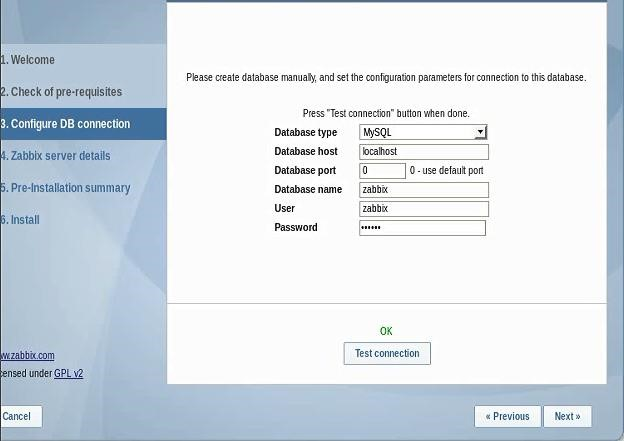 1. Welcome
2. Check of pre-requisites
3. Configure DB connection
4. Zabbix server details
5. Pre-Installation summary
6. Install
ww.zabbix.com
censed under GPL v2
Cancel
Please create database manually, and set the configuration parameters for connection to this database.
Press "Test connection" button when done.
Database type MySQL
Database host localhost
Database port 0 0 - use default port
Database name zabbix
User zabbix
Password ••••••
OK
Test connection
« Previous Next »